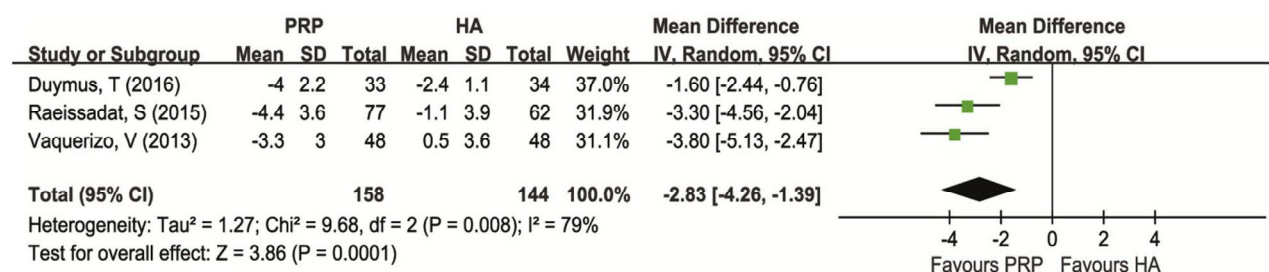 PRP HA Mean Difference Mean Difference
Study or Subgroup Mean SD Total Mean SD Total Weight IV, Random, 95% CI IV, Random, 95% CI
Duymus, T (2016) -4 2.2 33 -2.4 1.1 34 37.0% -1.60 [-2.44, -0.76]
Raeissadat, S (2015) -4.4 3.6 77 -1.1 3.9 62 31.9% -3.30 [-4.56, -2.04]
Vaquerizo, V (2013) -3.3 3 48 0.5 3.6 48 31.1% -3.80 [-5.13, -2.47]
Total (95% CI) 158 144 100.0% -2.83 [-4.26, -1.39]
Heterogeneity: Tau² = 1.27; Chi² = 9.68, df = 2 (P = 0.008); I² = 79%
Test for overall effect: Z = 3.86 (P = 0.0001)
-4 -2 0 2 4
Favours PRP Favours HA